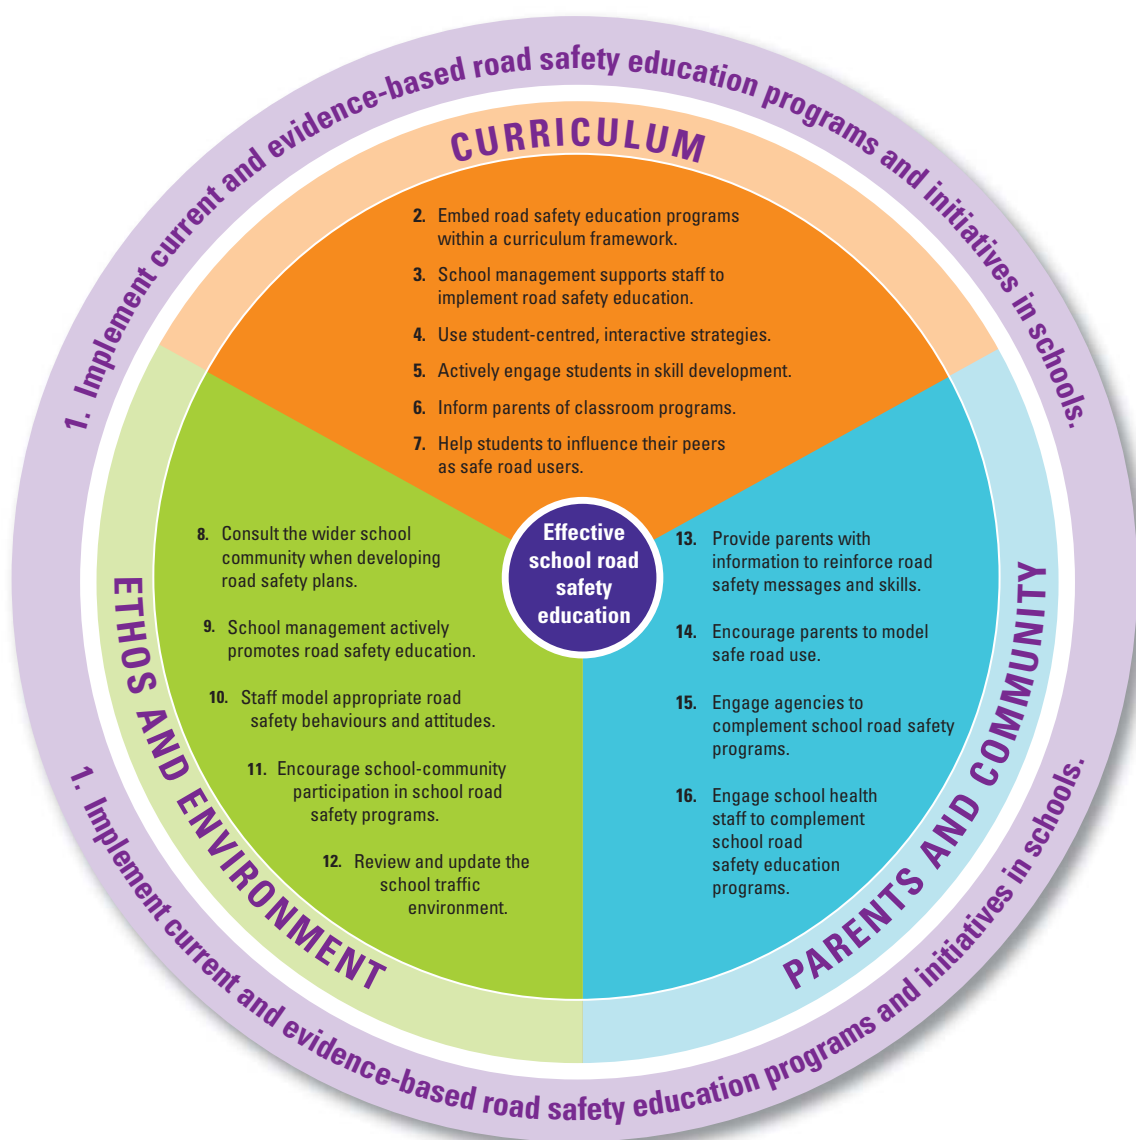 1. Implement current and evidence-based road safety education programs and initiatives in schools.
CURRICULUM
2. Embed road safety education programs
within a curriculum framework.
3. School management supports staff to
implement road safety education.
4. Use student-centred, interactive strategies.
5. Actively engage students in skill development.
6. Inform parents of classroom programs.
7. Help students to influence their peers
as safe road users.
Effective
school road
safety
education
ETHOS AND ENVIRONMENT
8. Consult the wider school
community when developing
road safety plans.
9. School management actively
promotes road safety education.
10. Staff model appropriate road
safety behaviours and attitudes.
11. Encourage school-community
participation in school road
safety programs.
12. Review and update the
school traffic
environment.
PARENTS AND COMMUNITY
13. Provide parents with
information to reinforce road
safety messages and skills.
14. Encourage parents to model
safe road use.
15. Engage agencies to
complement school road safety
programs.
16. Engage school health
staff to complement
school road
safety education
programs.
1. Implement current and evidence-based road safety education programs and initiatives in schools.